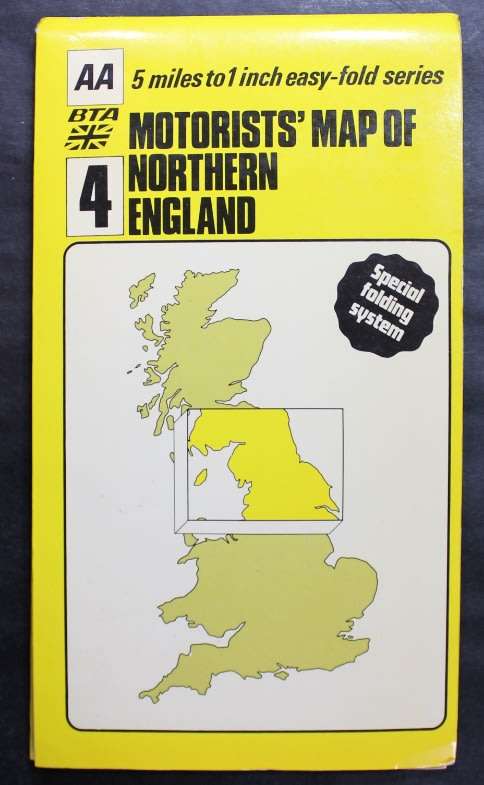 AA
5 miles to 1 inch easy-fold series
BTA
MOTORISTS' MAP OF
4
NORTHERN
ENGLAND
Special
folding
system